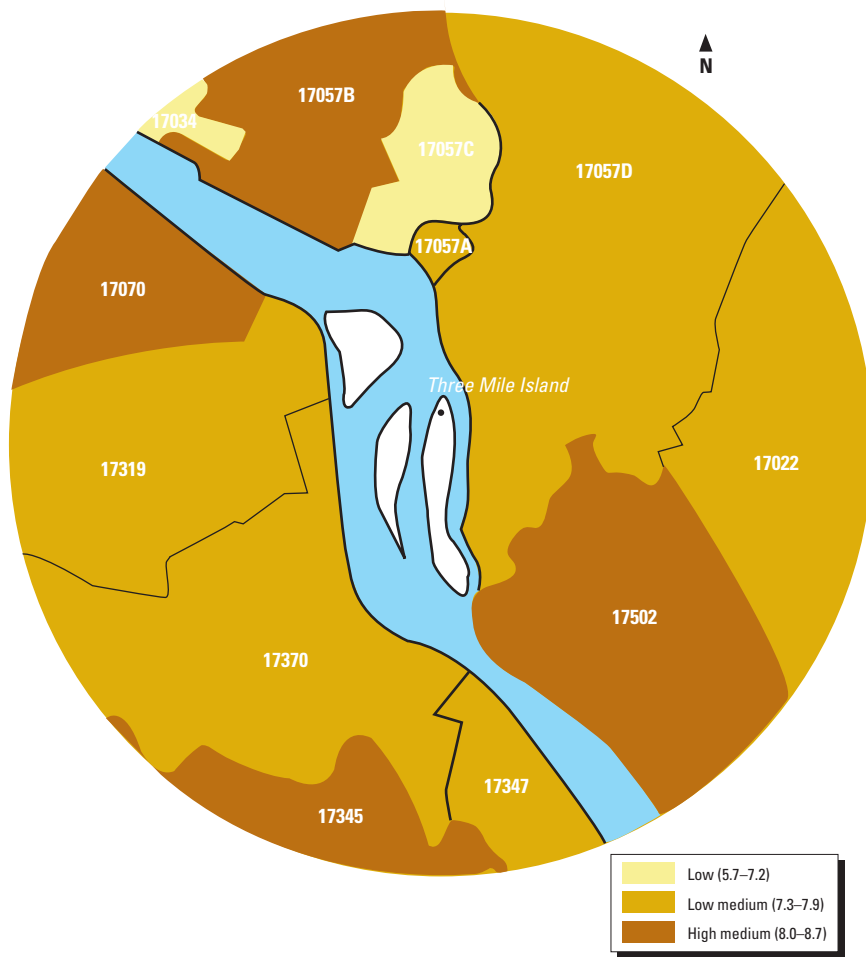 N
17057B
17034
17057C
17057D
17057A
17070
Three Mile Island
17319
17022
17502
17370
17347
17345
Low (5.7–7.2)
Low medium (7.3–7.9)
High medium (8.0–8.7)